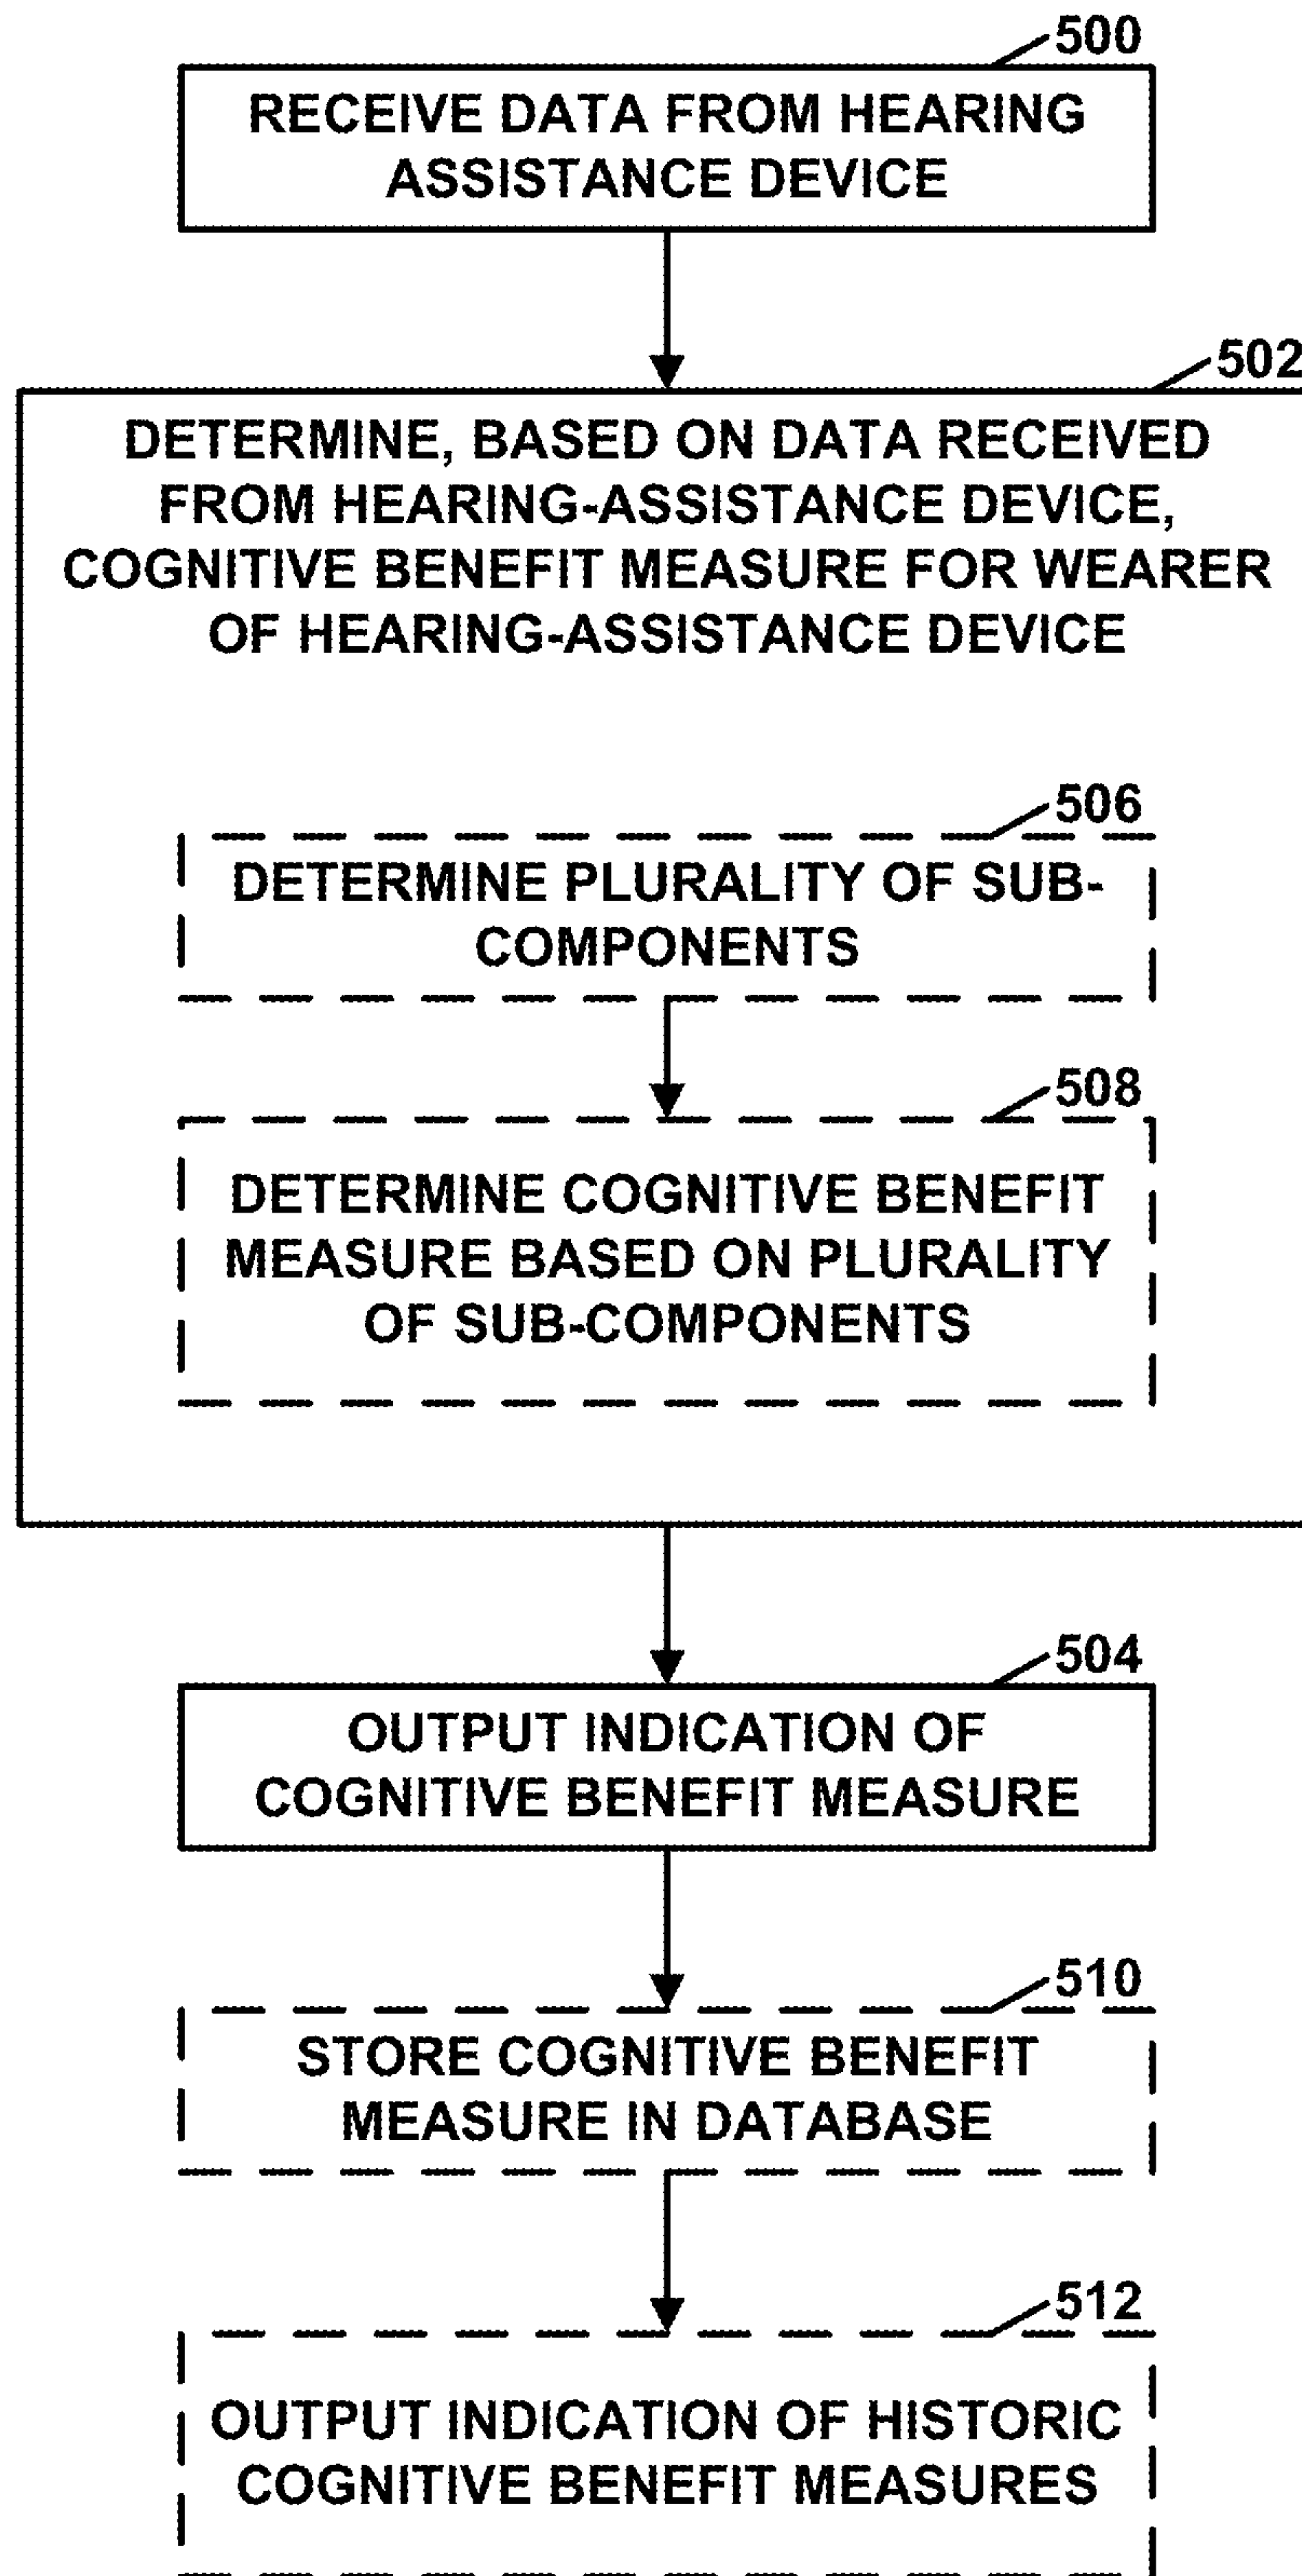 500
RECEIVE DATA FROM HEARING
ASSISTANCE DEVICE
502
DETERMINE, BASED ON DATA RECEIVED
FROM HEARING-ASSISTANCE DEVICE,
COGNITIVE BENEFIT MEASURE FOR WEARER
OF HEARING-ASSISTANCE DEVICE
506
DETERMINE PLURALITY OF SUB-
COMPONENTS
508
DETERMINE COGNITIVE BENEFIT
MEASURE BASED ON PLURALITY
OF SUB-COMPONENTS
504
OUTPUT INDICATION OF
COGNITIVE BENEFIT MEASURE
510
STORE COGNITIVE BENEFIT
MEASURE IN DATABASE
512
OUTPUT INDICATION OF HISTORIC
COGNITIVE BENEFIT MEASURES